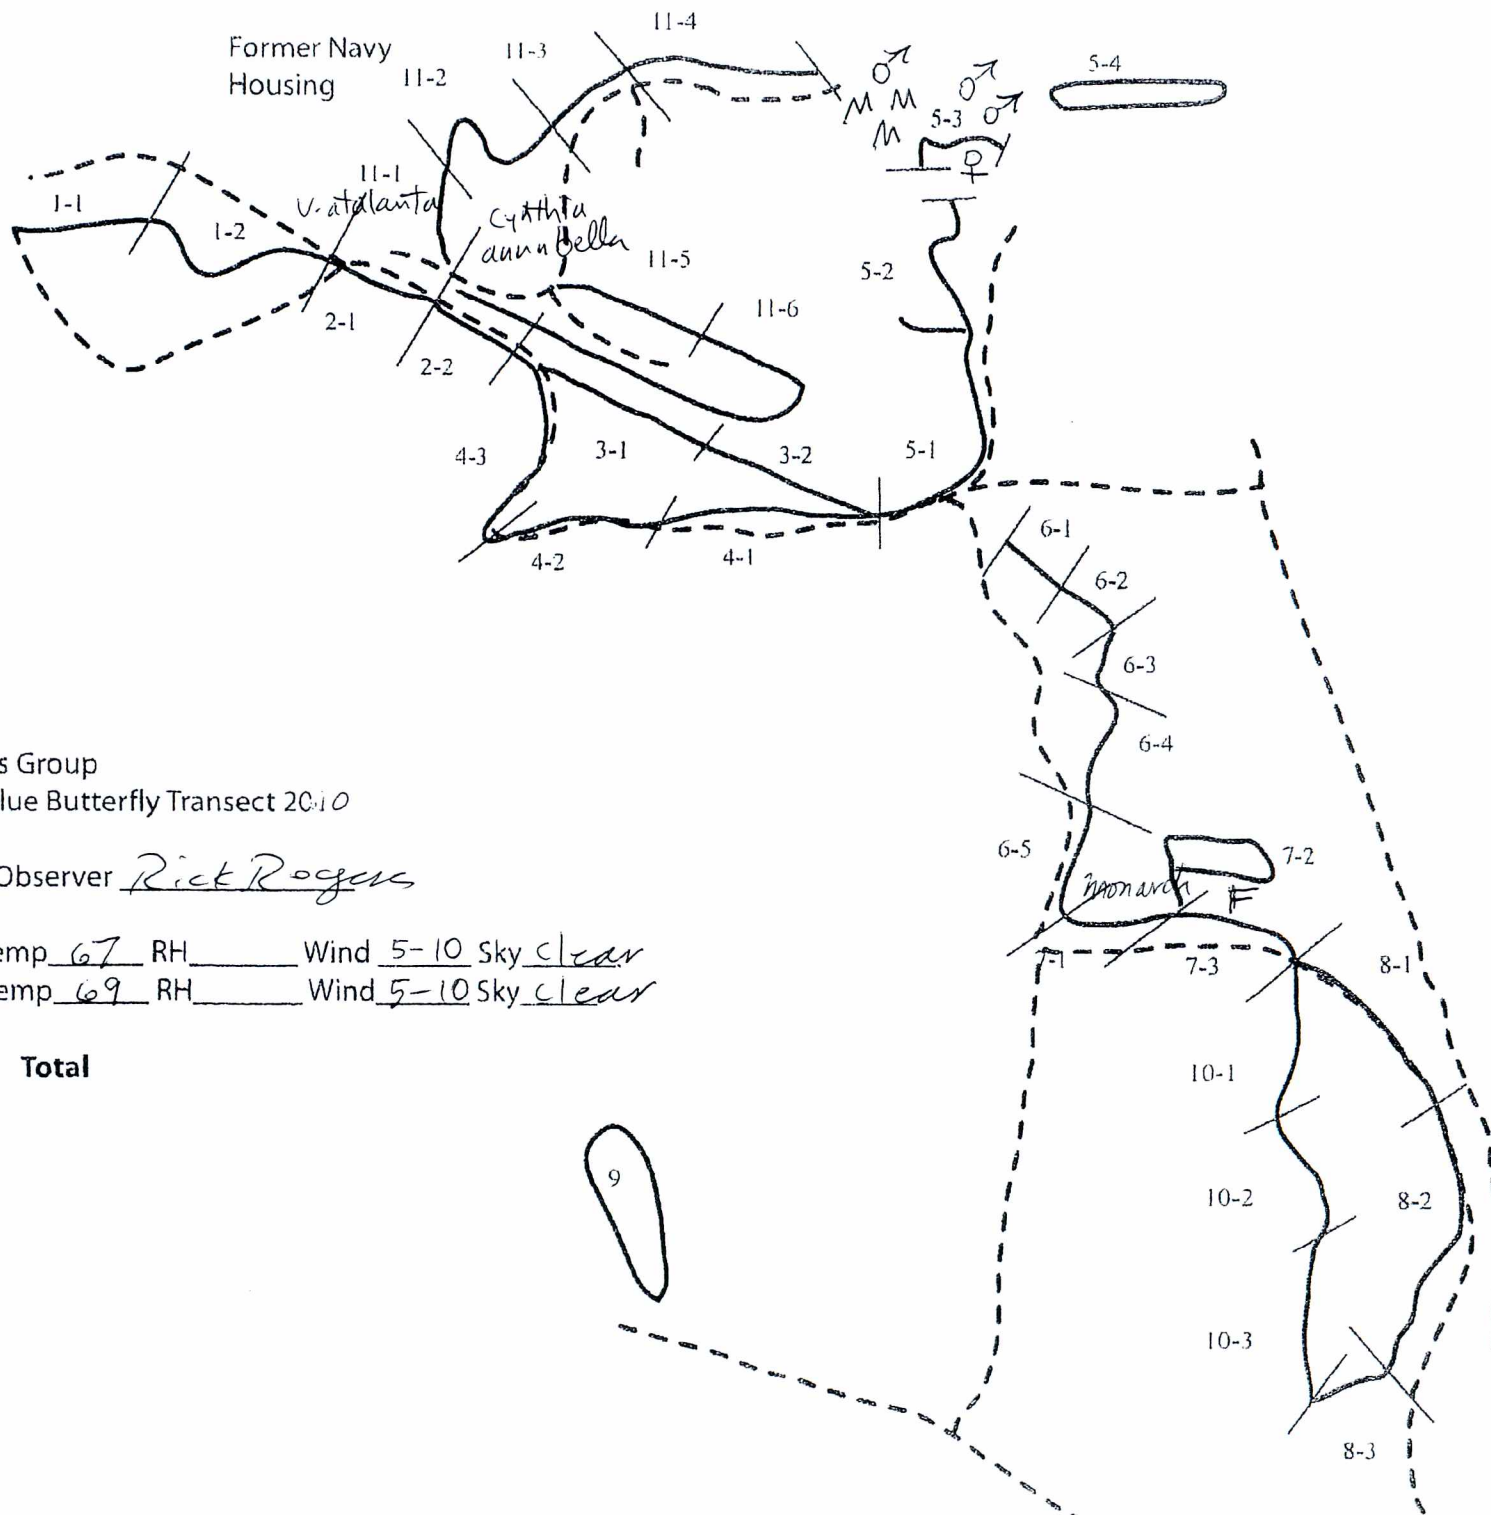 11-4
Former Navy
Housing
11-3
11-2
5-4
♂
♂
♂
M M
M
5-3
♀
11-1
V. atalanta
1-1
1-2
Cynthia
annabella
11-5
5-2
11-6
2-1
2-2
4-3
3-1
3-2
5-1
4-2
4-1
6-1
6-2
6-3
6-4
6-5
7-2
monarch
F
7-1
7-3
8-1
s Group
lue Butterfly Transect 2010
Observer Rick Rogers
emp 67 RH______ Wind 5-10 Sky clear
emp 69 RH______ Wind 5-10 Sky clear
Total
10-1
9
10-2
8-2
10-3
8-3